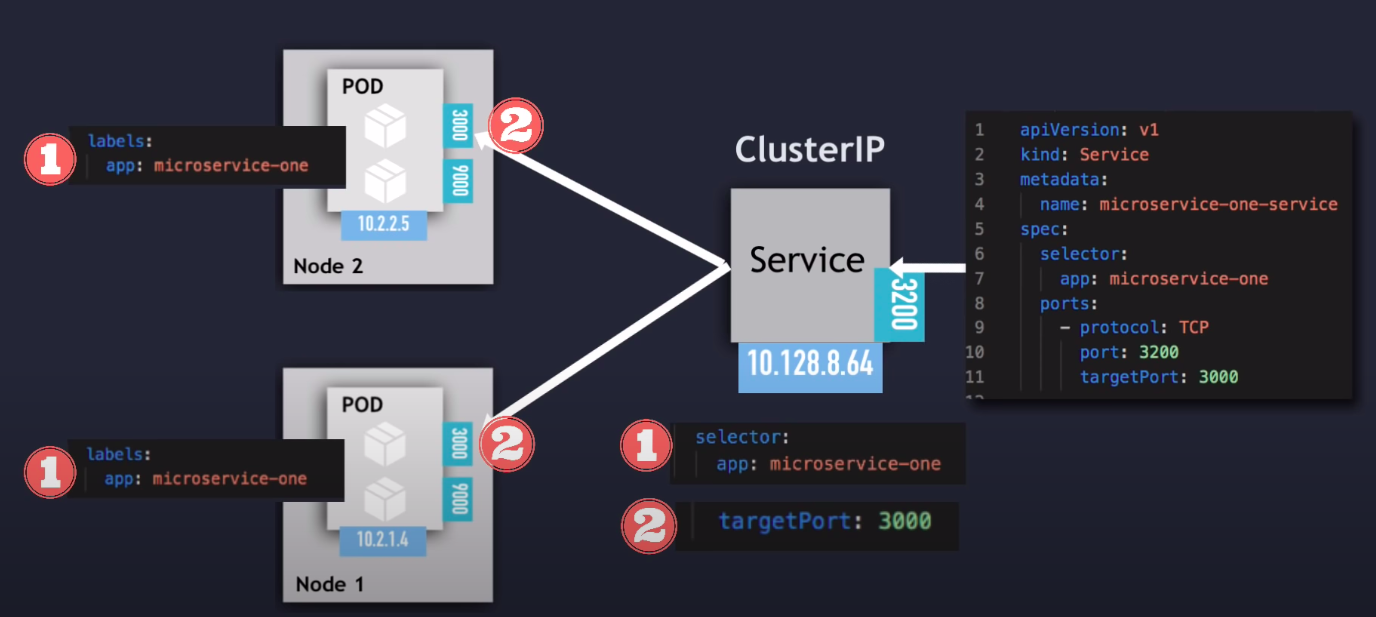 POD
3000
2
9000
1
labels:
app: microservice-one
10.2.2.5
Node 2
ClusterIP
Service
3200
10.128.8.64
1 apiVersion: v1
2 kind: Service
3 metadata:
4 name: microservice-one-service
5 spec:
6 selector:
7 app: microservice-one
8 ports:
9 - protocol: TCP
10 port: 3200
11 targetPort: 3000
POD
3000
2
9000
1
labels:
app: microservice-one
10.2.1.4
Node 1
1
selector:
app: microservice-one
2
targetPort: 3000